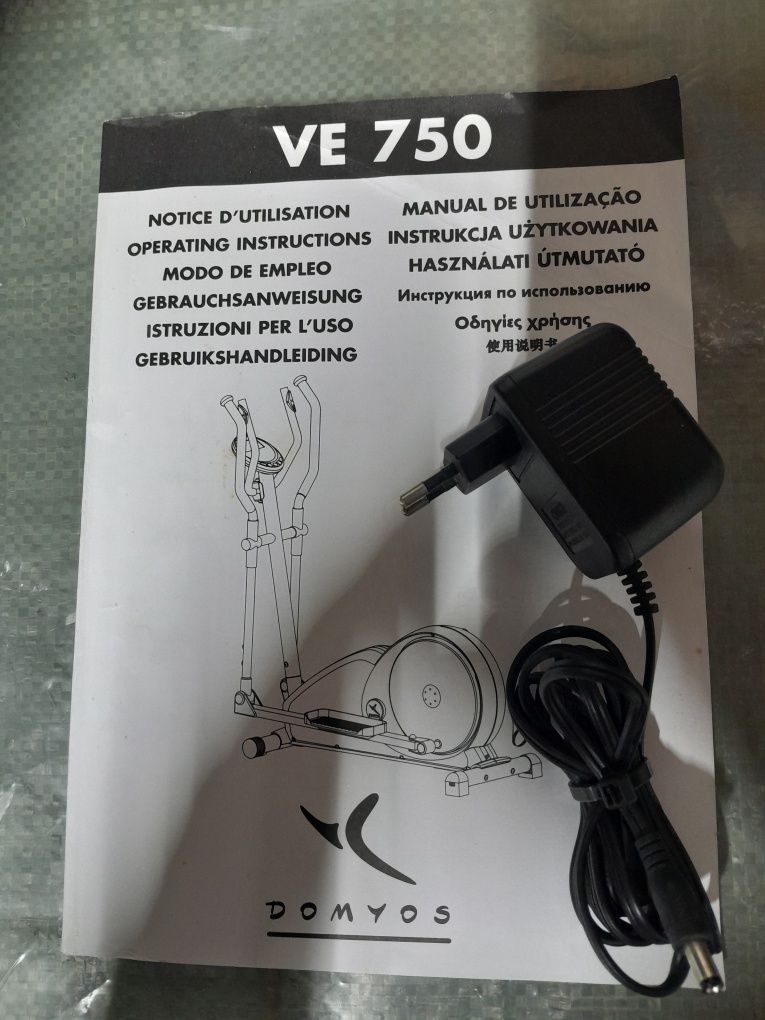 VE 750
NOTICE D'UTILISATION
OPERATING INSTRUCTIONS
MODO DE EMPLEO
GEBRAUCHSANWEISUNG
ISTRUZIONI PER L'USO
GEBRUIKSHANDLEIDING
MANUAL DE UTILIZAÇÃO
INSTRUKCJA UŻYTKOWANIA
HASZNÁLATI ÚTMUTATÓ
Инструкция по использованию
Οδηγίες χρήσης
使用说明书
DOMYOS